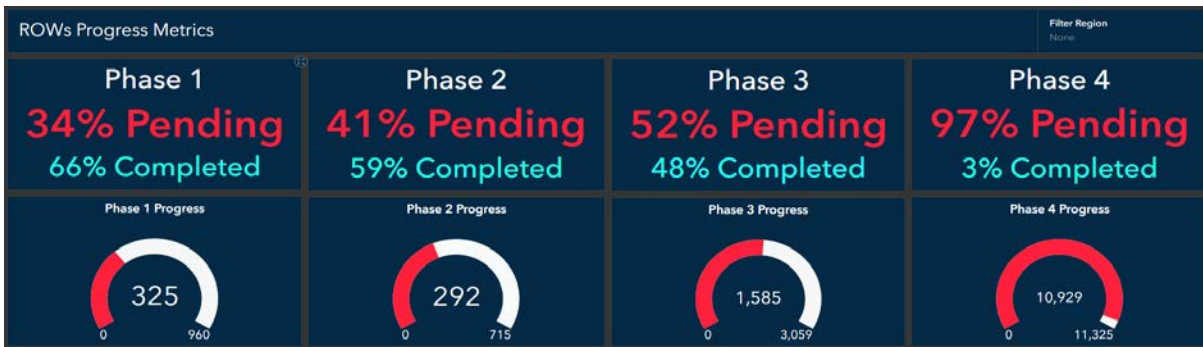 ROWs Progress Metrics
Filter Region
None
Phase 1
34% Pending
66% Completed
Phase 2
41% Pending
59% Completed
Phase 3
52% Pending
48% Completed
Phase 4
97% Pending
3% Completed
Phase 1 Progress
325
0
960
Phase 2 Progress
292
0
715
Phase 3 Progress
1,585
0
3,059
Phase 4 Progress
10,929
0
11,325